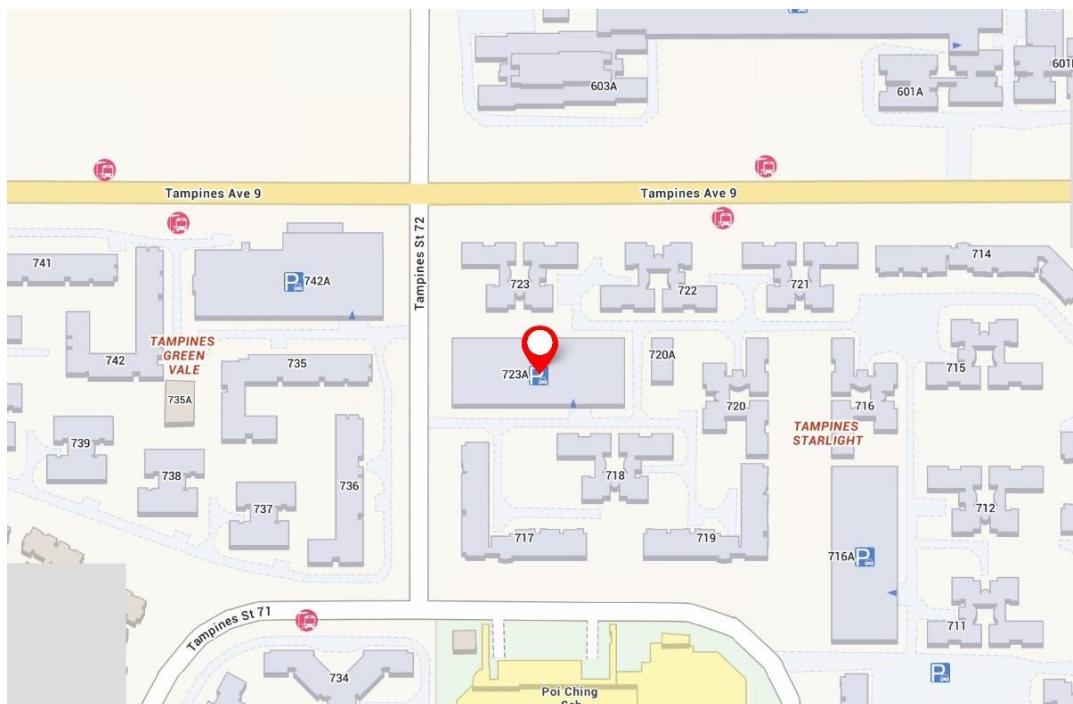 603A
601A
Tampines Ave 9
Tampines Ave 9
Tampines St 72
741
742A
723
722
721
714
TAMPINES
GREEN
VALE
742
735
735A
723A
720A
715
720
716
TAMPINES
STARLIGHT
739
738
737
736
718
712
717
719
716A
711
Tampines St 71
734
Poi Ching